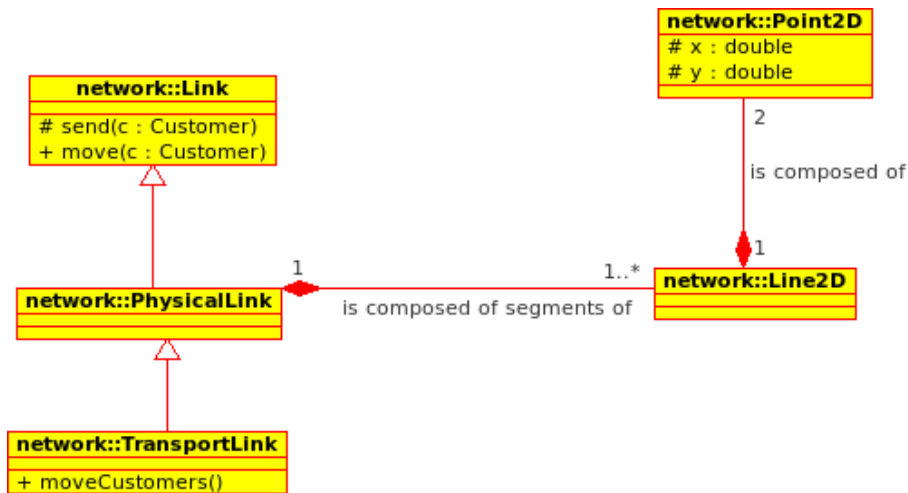 network::Point2D
# x : double
# y : double
network::Link
# send(c : Customer)
+ move(c : Customer)
2
is composed of
1
1
1..*
network::Line2D
network::PhysicalLink
is composed of segments of
network::TransportLink
+ moveCustomers()